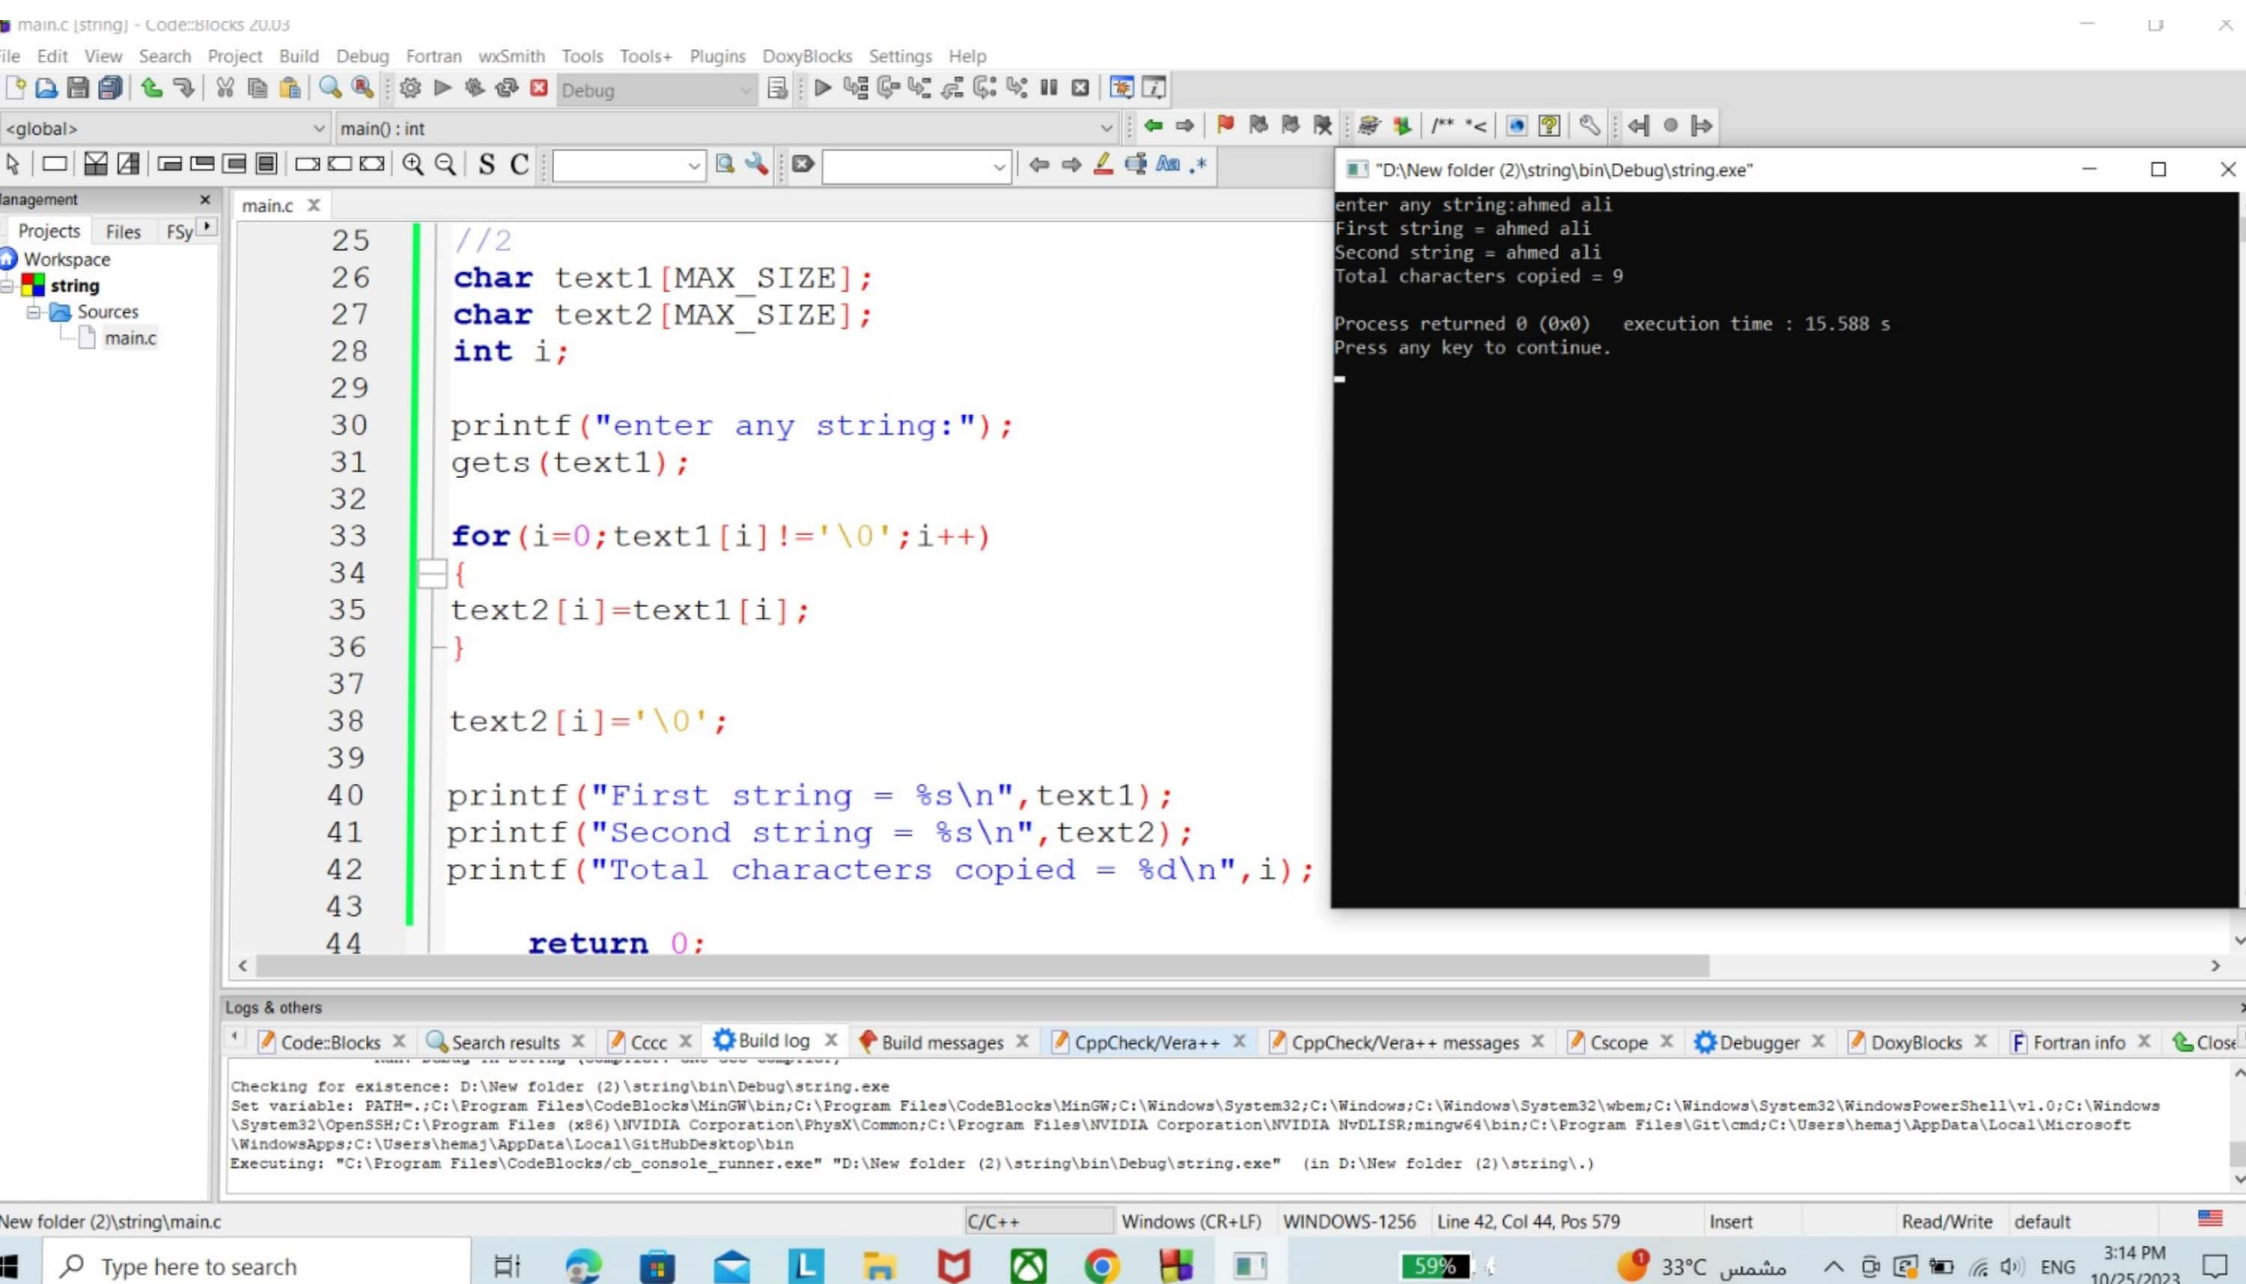 main.c [string] - Code::Blocks 20.03
File Edit View Search Project Build Debug Fortran wxSmith Tools Tools+ Plugins DoxyBlocks Settings Help
Debug
<global> main() : int
/** *<
S C
Aa .*
"D:\New folder (2)\string\bin\Debug\string.exe"
enter any string:ahmed ali
First string = ahmed ali
Second string = ahmed ali
Total characters copied = 9
Process returned 0 (0x0) execution time : 15.588 s
Press any key to continue.
Management
Projects Files FSy
Workspace
string
Sources
main.c
main.c
25 //2
26 char text1[MAX_SIZE];
27 char text2[MAX_SIZE];
28 int i;
29
30 printf("enter any string:");
31 gets(text1);
32
33 for(i=0;text1[i]!='\0';i++)
34 {
35 text2[i]=text1[i];
36 }
37
38 text2[i]='\0';
39
40 printf("First string = %s\n",text1);
41 printf("Second string = %s\n",text2);
42 printf("Total characters copied = %d\n",i);
43
44 return 0;
Logs & others
Code::Blocks Search results Cccc Build log Build messages CppCheck/Vera++ CppCheck/Vera++ messages Cscope Debugger DoxyBlocks Fortran info Close
Checking for existence: D:\New folder (2)\string\bin\Debug\string.exe
Set variable: PATH=.;C:\Program Files\CodeBlocks\MinGW\bin;C:\Program Files\CodeBlocks\MinGW;C:\Windows\System32;C:\Windows;C:\Windows\System32\wbem;C:\Windows\System32\WindowsPowerShell\v1.0;C:\Windows
\System32\OpenSSH;C:\Program Files (x86)\NVIDIA Corporation\PhysX\Common;C:\Program Files\NVIDIA Corporation\NVIDIA NvDLISR;mingw64\bin;C:\Program Files\Git\cmd;C:\Users\hemaj\AppData\Local\Microsoft
\WindowsApps;C:\Users\hemaj\AppData\Local\GitHubDesktop\bin
Executing: "C:\Program Files\CodeBlocks/cb_console_runner.exe" "D:\New folder (2)\string\bin\Debug\string.exe" (in D:\New folder (2)\string\.)
New folder (2)\string\main.c C/C++ Windows (CR+LF) WINDOWS-1256 Line 42, Col 44, Pos 579 Insert Read/Write default
Type here to search L 59% 1 33°C مشمس ENG 3:14 PM
10/25/2023